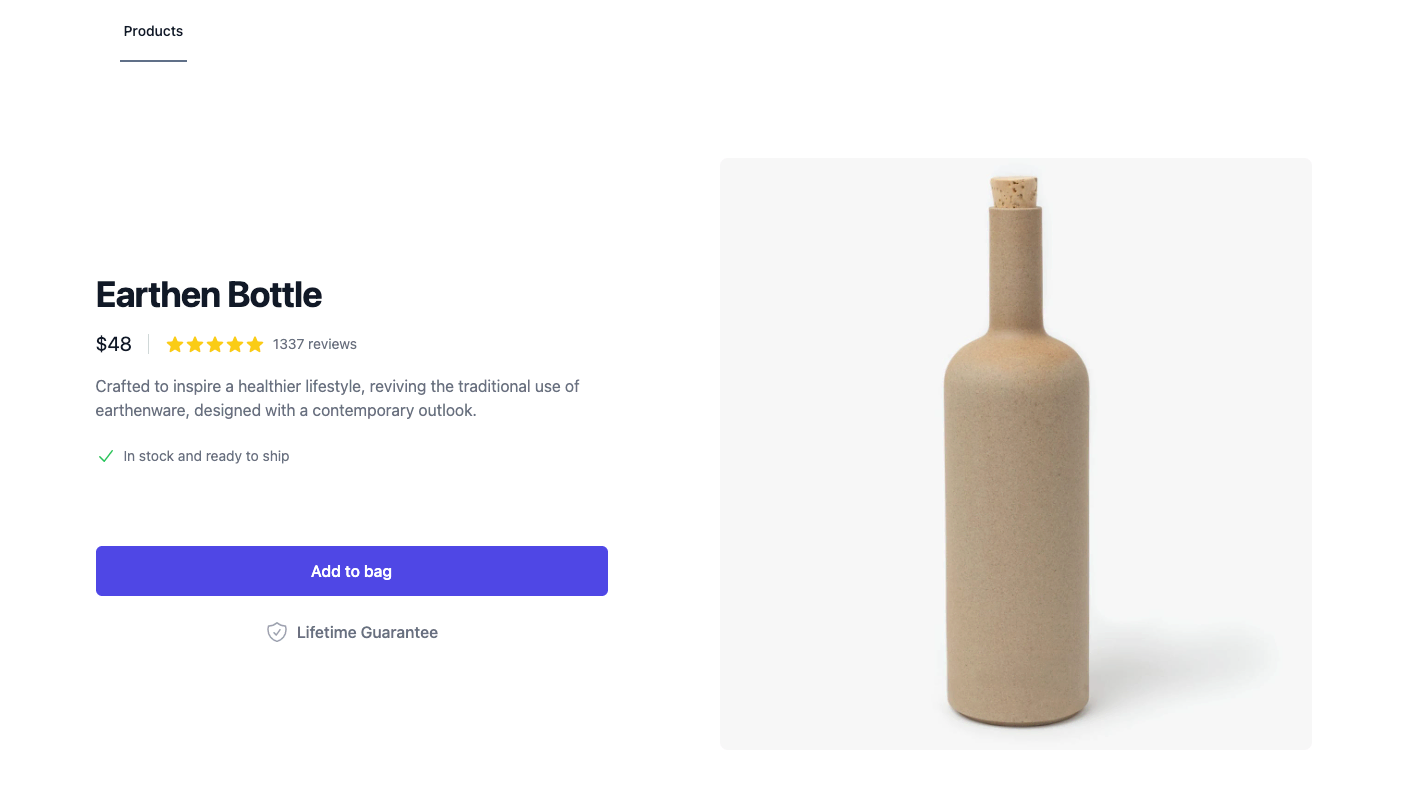 Products
Earthen Bottle
$48
1337 reviews
Crafted to inspire a healthier lifestyle, reviving the traditional use of
earthenware, designed with a contemporary outlook.
In stock and ready to ship
Add to bag
Lifetime Guarantee